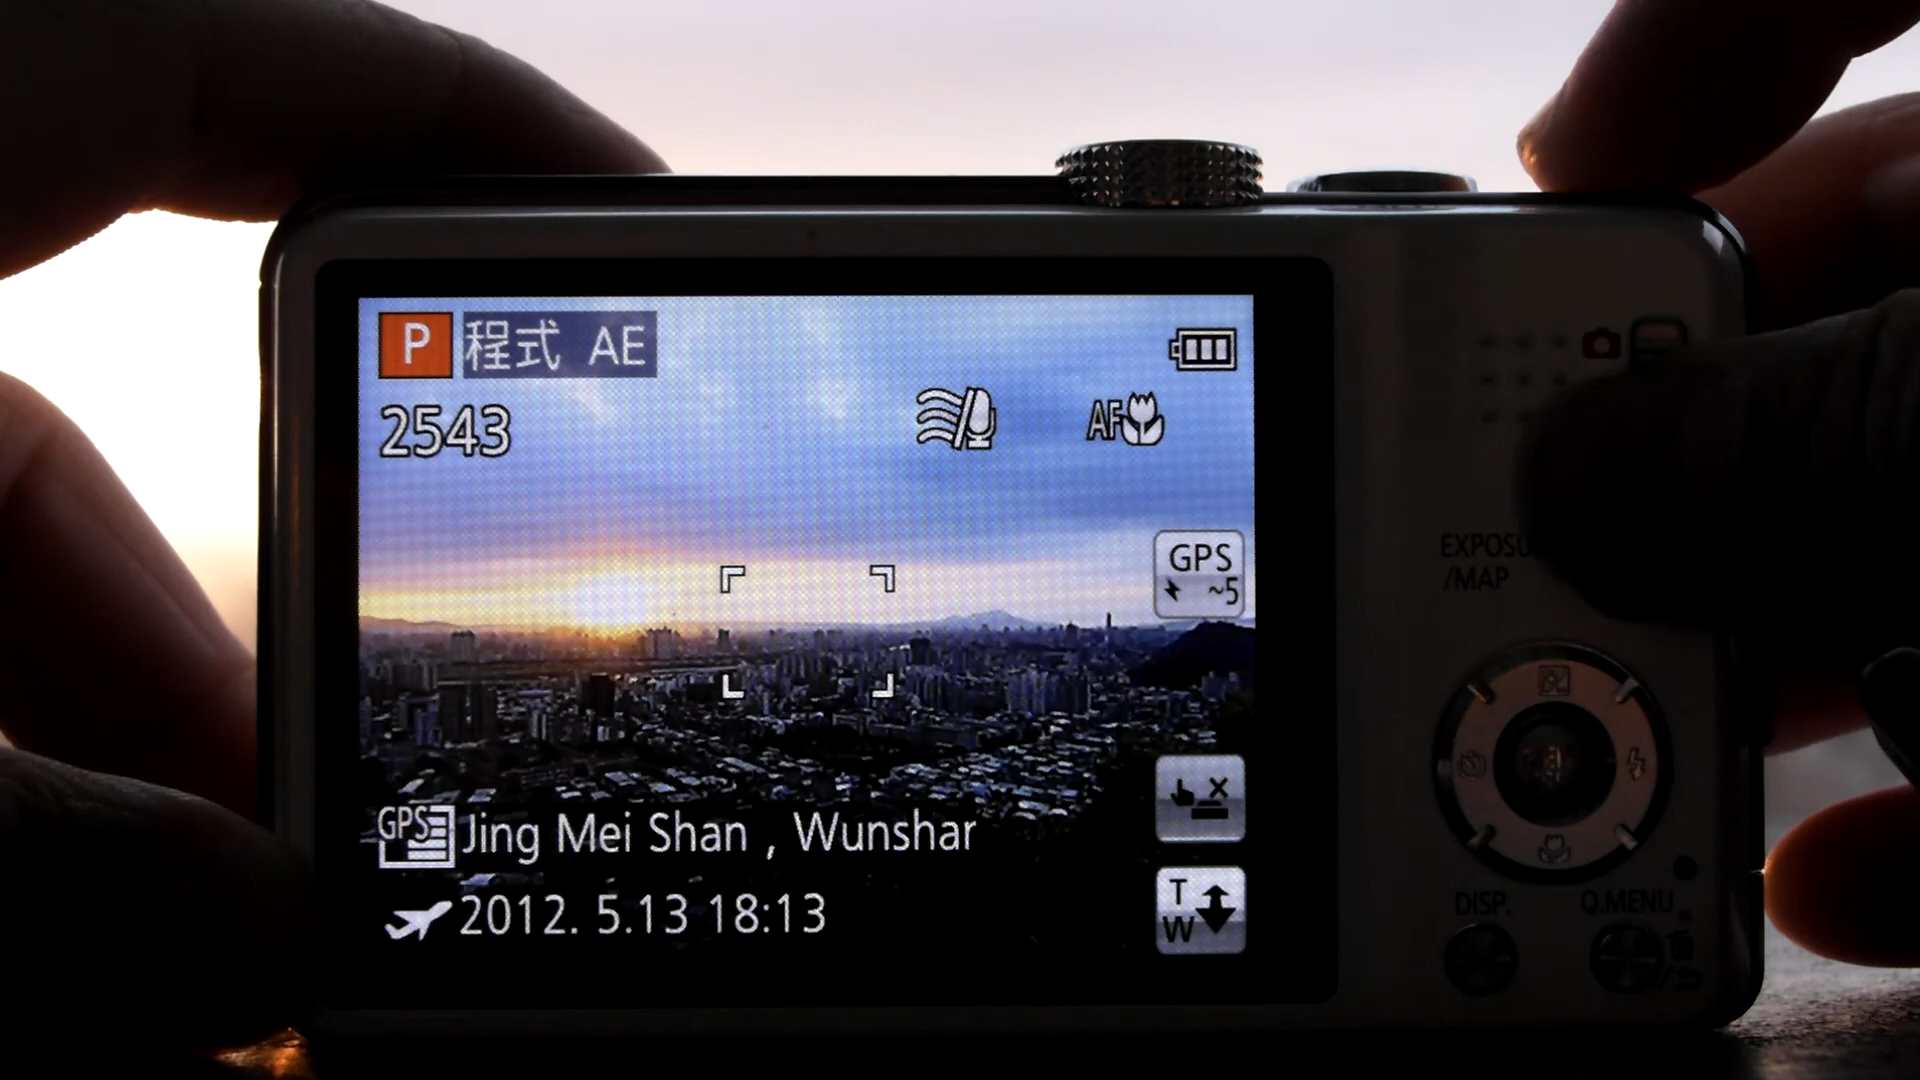 P 程式 AE
2543
AF
GPS
~5
GPS Jing Mei Shan , Wunshar
2012. 5.13 18:13
T
W
/MAP
DISP.
Q.MENU